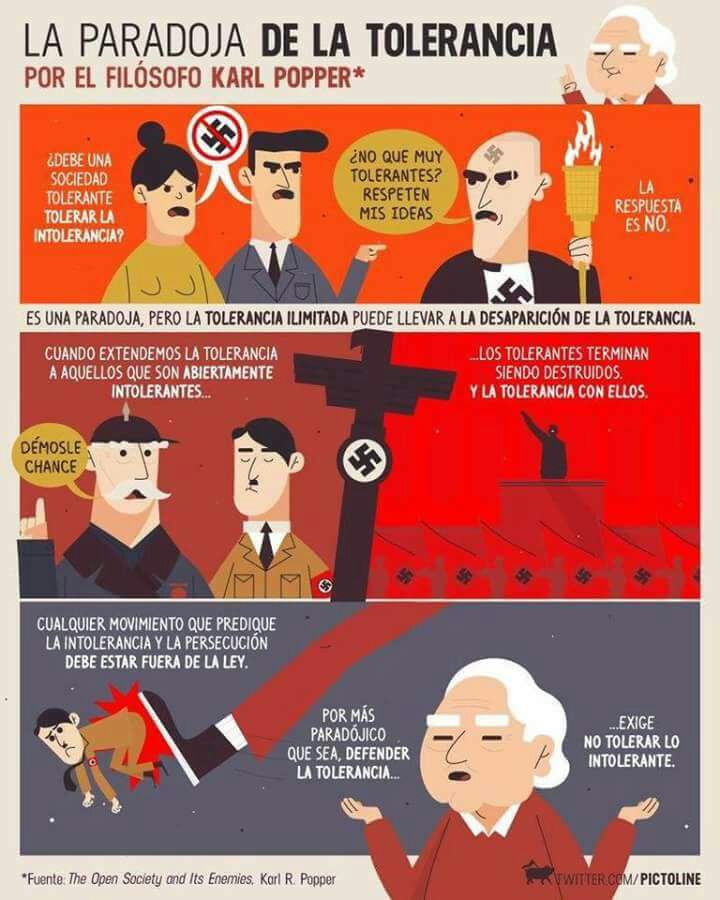 LA PARADOJA DE LA TOLERANCIA
POR EL FILÓSOFO KARL POPPER*
¿DEBE UNA
SOCIEDAD
TOLERANTE
TOLERAR LA
INTOLERANCIA?
¿NO QUE MUY
TOLERANTES?
RESPETEN
MIS IDEAS
LA
RESPUESTA
ES NO.
ES UNA PARADOJA, PERO LA TOLERANCIA ILIMITADA PUEDE LLEVAR A LA DESAPARICIÓN DE LA TOLERANCIA.
CUANDO EXTENDEMOS LA TOLERANCIA
A AQUELLOS QUE SON ABIERTAMENTE
INTOLERANTES...
DÉMOSLE
CHANCE
...LOS TOLERANTES TERMINAN
SIENDO DESTRUIDOS.
Y LA TOLERANCIA CON ELLOS.
CUALQUIER MOVIMIENTO QUE PREDIQUE
LA INTOLERANCIA Y LA PERSECUCIÓN
DEBE ESTAR FUERA DE LA LEY.
POR MÁS
PARADÓJICO
QUE SEA, DEFENDER
LA TOLERANCIA...
...EXIGE
NO TOLERAR LO
INTOLERANTE.
*Fuente: The Open Society and Its Enemies, Karl R. Popper
TWITTER.COM/PICTOLINE